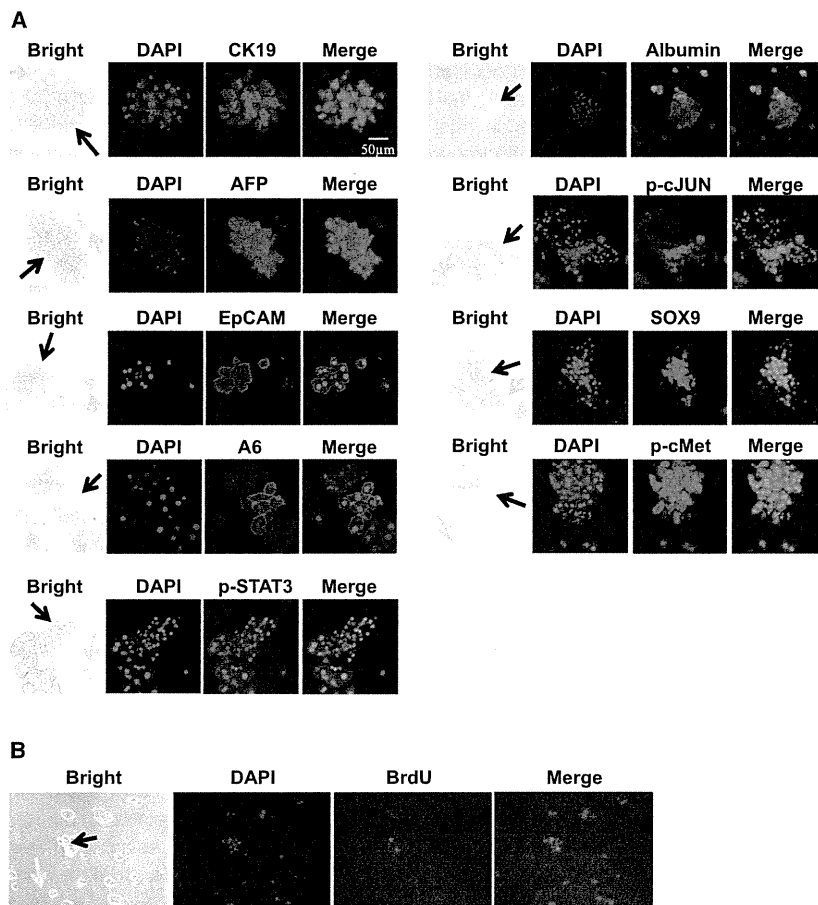 A
Bright DAPI CK19 Merge
50µm
Bright DAPI Albumin Merge
Bright DAPI AFP Merge
Bright DAPI p-cJUN Merge
Bright DAPI EpCAM Merge
Bright DAPI SOX9 Merge
Bright DAPI A6 Merge
Bright DAPI p-cMet Merge
Bright DAPI p-STAT3 Merge
B
Bright DAPI BrdU Merge